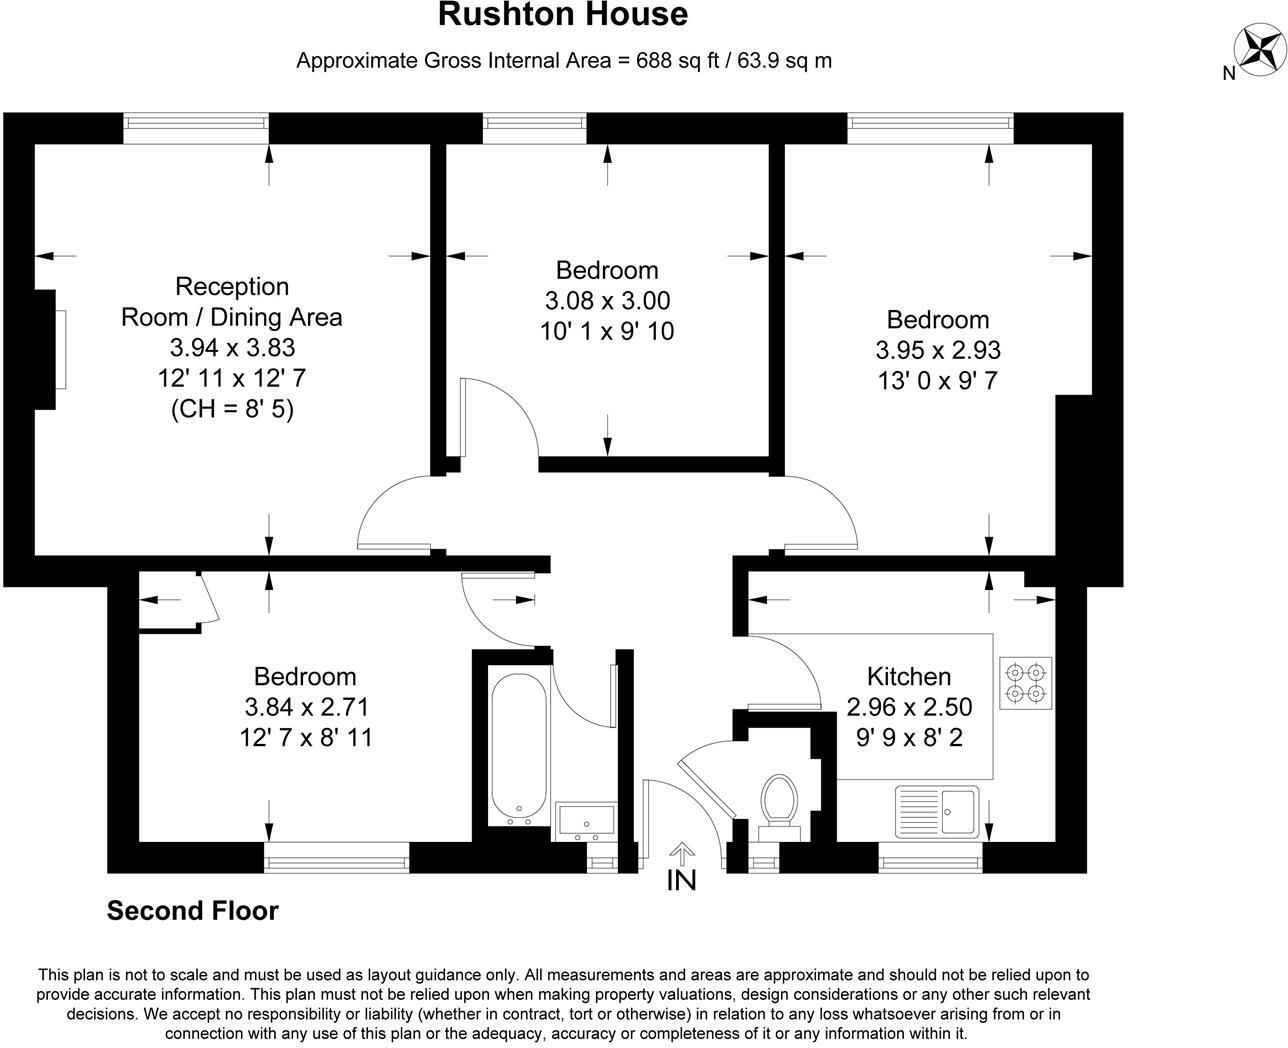 Rushton House
Approximate Gross Internal Area = 688 sq ft / 63.9 sq m
N
Reception
Room / Dining Area
3.94 x 3.83
12' 11 x 12' 7
(CH = 8' 5)
Bedroom
3.08 x 3.00
10' 1 x 9' 10
Bedroom
3.95 x 2.93
13' 0 x 9' 7
Bedroom
3.84 x 2.71
12' 7 x 8' 11
Kitchen
2.96 x 2.50
9' 9 x 8' 2
IN
Second Floor
This plan is not to scale and must be used as layout guidance only. All measurements and areas are approximate and should not be relied upon to
provide accurate information. This plan must not be relied upon when making property valuations, design considerations or any other such relevant
decisions. We accept no responsibility or liability (whether in contract, tort or otherwise) in relation to any loss whatsoever arising from or in
connection with any use of this plan or the adequacy, accuracy or completeness of it or any information within it.